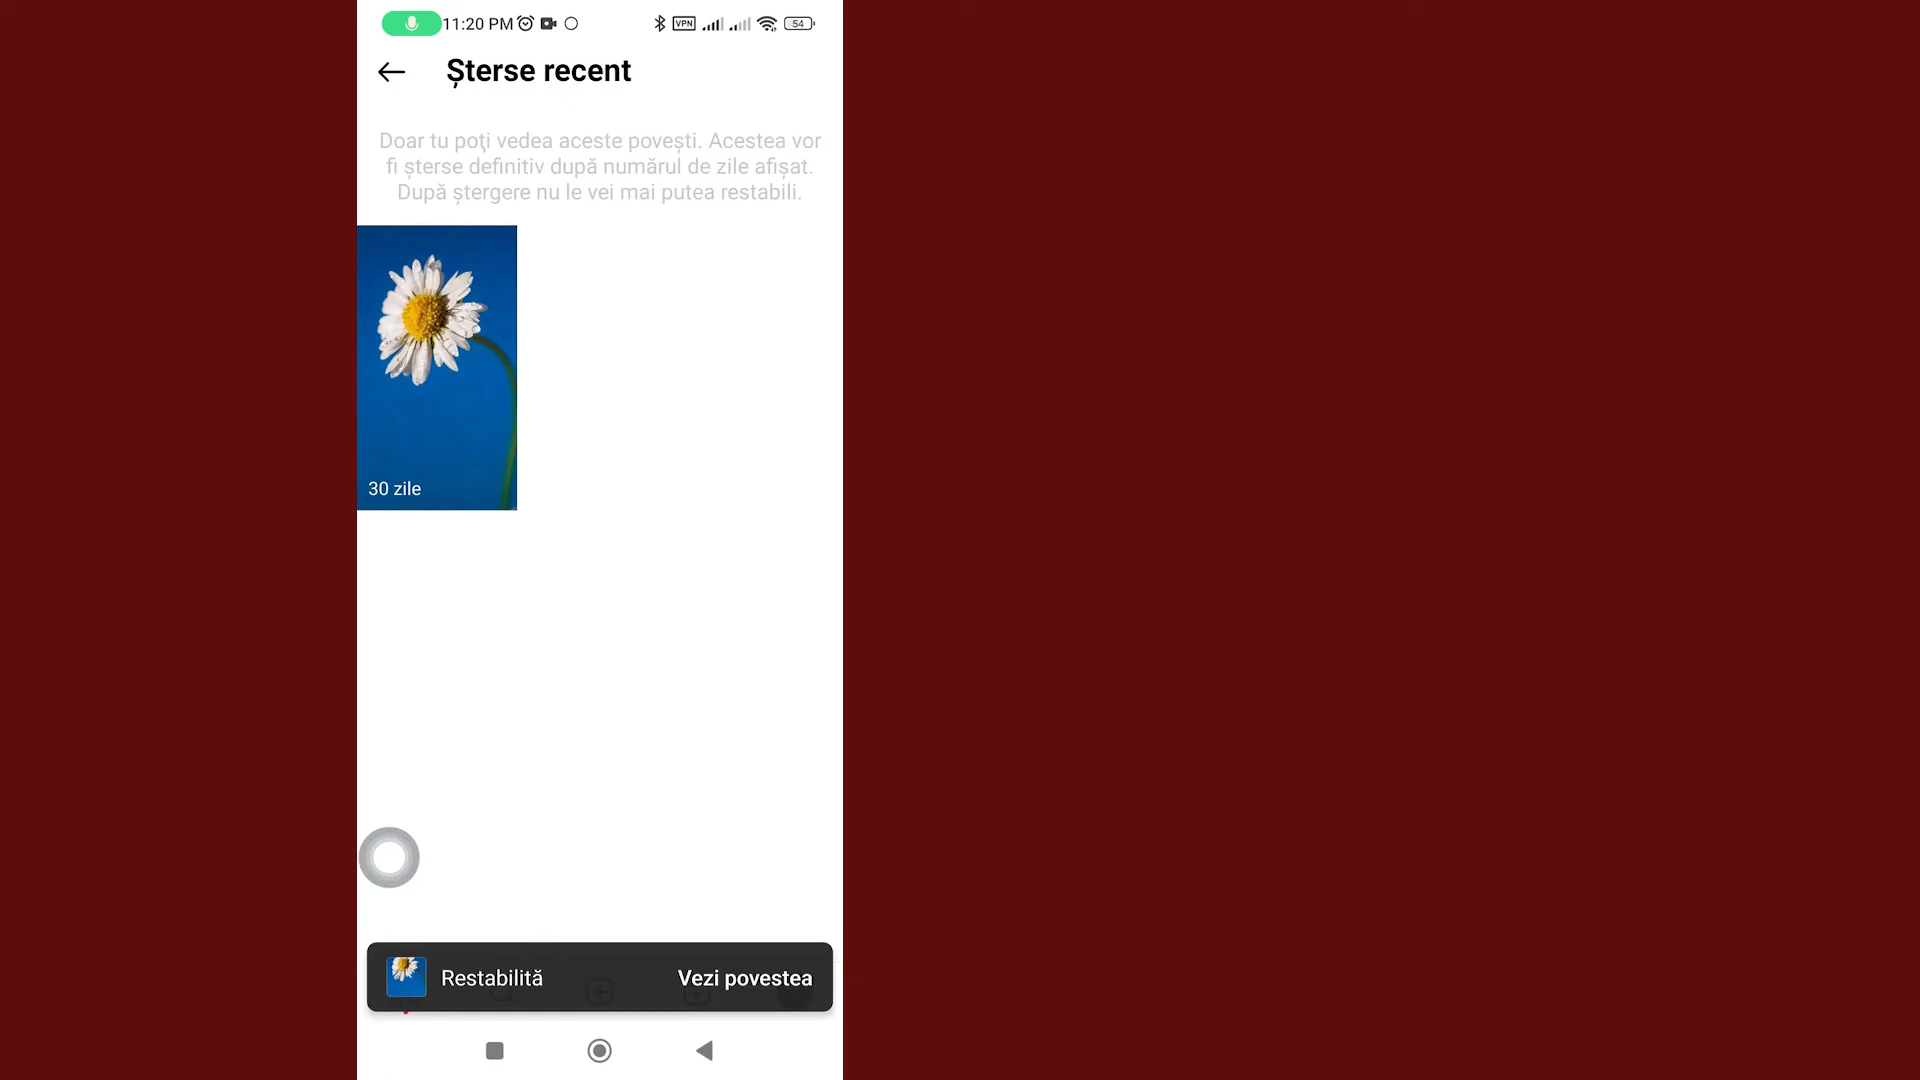 11:20 PM VPN 54
Șterse recent
Doar tu poţi vedea aceste povești. Acestea vor
fi șterse definitiv după numărul de zile afișat.
După ștergere nu le vei mai putea restabili.
30 zile
Restabilită Vezi povestea